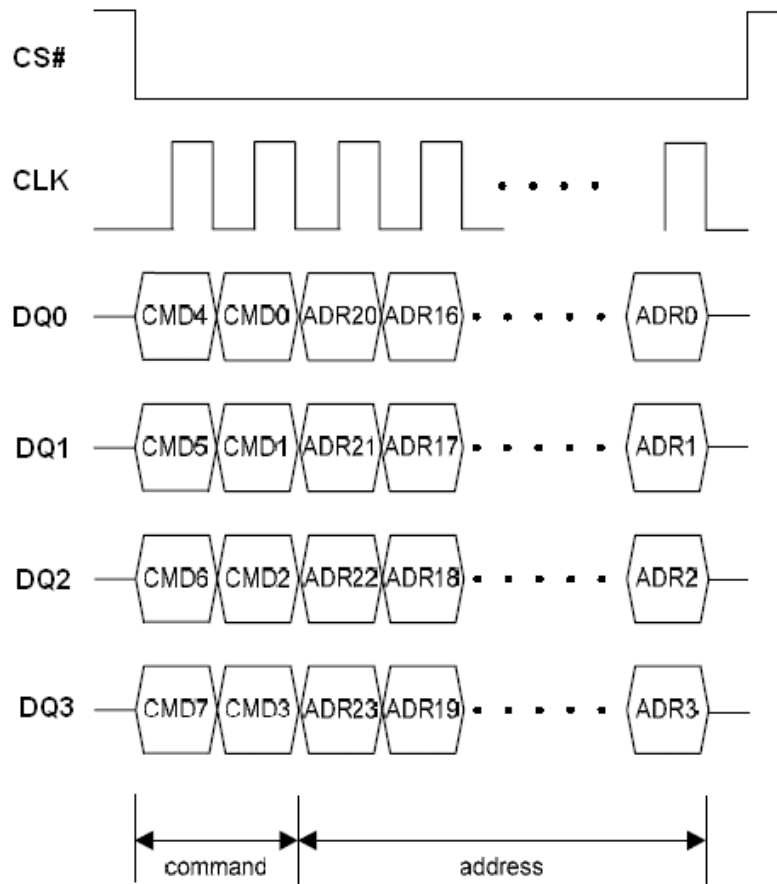 CS#
CLK
DQ0 CMD4 CMD0 ADR20 ADR16 ADR0
DQ1 CMD5 CMD1 ADR21 ADR17 ADR1
DQ2 CMD6 CMD2 ADR22 ADR18 ADR2
DQ3 CMD7 CMD3 ADR23 ADR19 ADR3
command address